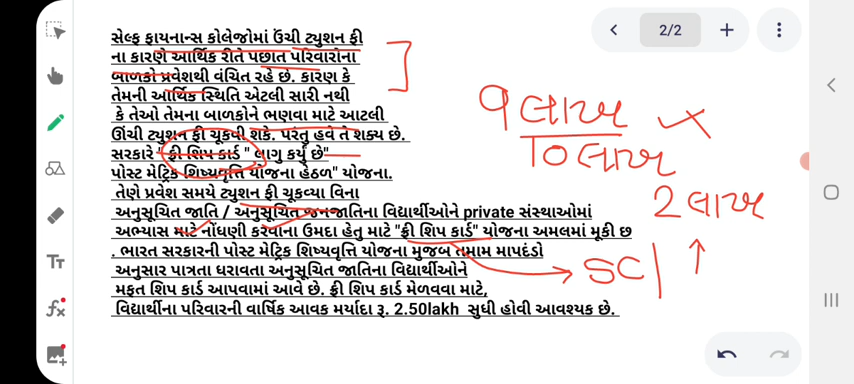 સેલ્ફ ફાયનાન્સ કોલેજોમાં ઉંચી ટ્યુશન ફી
ના કારણે આર્થિક રીતે પછાત પરિવારોના
બાળકો પ્રવેશથી વંચિત રહે છે. કારણ કે
તેમની આર્થિક સ્થિતિ એટલી સારી નથી
કે તેઓ તેમના બાળકોને ભણવા માટે આટલી
ઊંચી ટ્યુશન ફી ચૂકવી શકે. પરંતુ હવે તે શક્ય છે.
સરકારે " ફ્રી શિપ કાર્ડ " લાગુ કર્યું છે"
પોસ્ટ મેટ્રિક શિષ્યવૃત્તિ યોજના હેઠળ" યોજના.
તેણે પ્રવેશ સમયે ટ્યુશન ફી ચૂકવ્યા વિના
અનુસૂચિત જાતિ / અનુસૂચિત જનજાતિના વિદ્યાર્થીઓને private સંસ્થાઓમાં
અભ્યાસ માટે નોંધણી કરવાના ઉમદા હેતુ માટે "ફ્રી શિપ કાર્ડ" યોજના અમલમાં મૂકી છ
. ભારત સરકારની પોસ્ટ મેટ્રિક શિષ્યવૃત્તિ યોજના મુજબ તમામ માપદંડો
અનુસાર પાત્રતા ધરાવતા અનુસૂચિત જાતિના વિદ્યાર્થીઓને
મફત શિપ કાર્ડ આપવામાં આવે છે. ફ્રી શિપ કાર્ડ મેળવવા માટે,
વિદ્યાર્થીના પરિવારની વાર્ષિક આવક મર્યાદા રૂ. 2.50lakh સુધી હોવી આવશ્યક છે.
2/2
9 લાખ
10 લાખ
2 લાખ
SC
Tт
fx